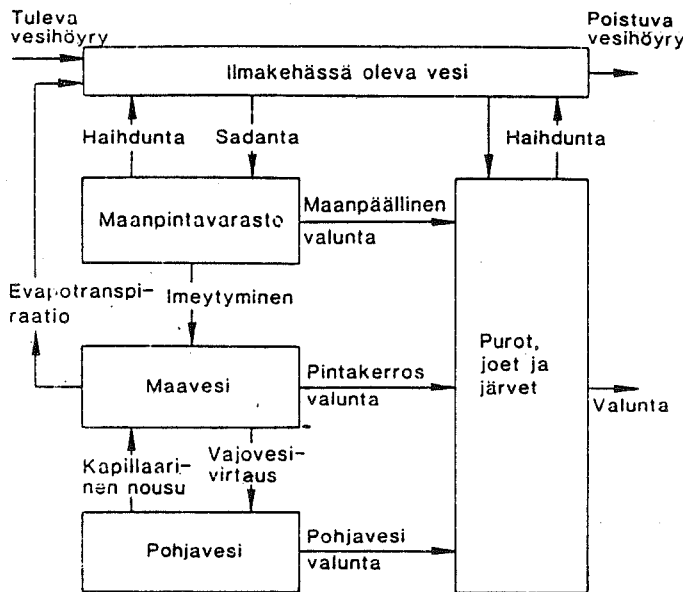 Tuleva
vesihöyry
Poistuva
vesihöyry
Ilmakehässä oleva vesi
Haihdunta
Sadanta
Haihdunta
Maanpintavarasto
Maanpäällinen
valunta
Evapotranspi-
raatio
Imeytyminen
Purot,
joet ja
järvet
Maavesi
Pintakerros
valunta
Valunta
Kapillaari-
nen nousu
Vajovesi-
virtaus
Pohjavesi
Pohjavesi
valunta